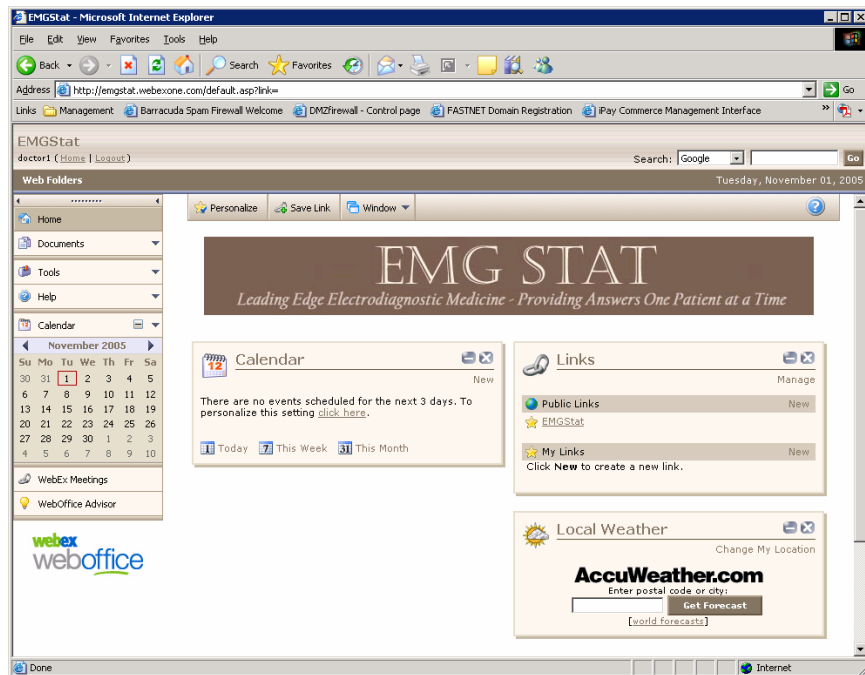 EMGStat - Microsoft Internet Explorer
File Edit View Favorites Tools Help
Back Search Favorites
Address http://emgstat.webexone.com/default.asp?link= Go
Links Management Barracuda Spam Firewall Welcome DMZfirewall - Control page FASTNET Domain Registration iPay Commerce Management Interface »
EMGStat
doctor1 ( Home | Logout ) Search: Google Go
Web Folders Tuesday, November 01, 2005
Home
Documents
Tools
Help
Calendar
November 2005
Su Mo Tu We Th Fr Sa
30 31 1 2 3 4 5
6 7 8 9 10 11 12
13 14 15 16 17 18 19
20 21 22 23 24 25 26
27 28 29 30 1 2 3
4 5 6 7 8 9 10
WebEx Meetings
WebOffice Advisor
webex
weboffice
Personalize Save Link Window
EMG STAT
Leading Edge Electrodiagnostic Medicine - Providing Answers One Patient at a Time
12 Calendar
New
There are no events scheduled for the next 3 days. To
personalize this setting click here.
1 Today 7 This Week 31 This Month
Links
Manage
Public Links New
EMGStat
My Links New
Click New to create a new link.
Local Weather
Change My Location
AccuWeather.com
Enter postal code or city:
Get Forecast
[world forecasts]
Done Internet